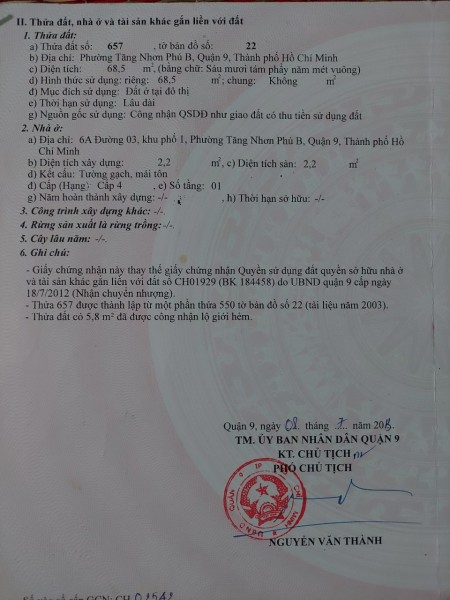 II. Thửa đất, nhà ở và tài sản khác gắn liền với đất
1. Thửa đất:
a) Thửa đất số: 657 , tờ bản đồ số: 22
b) Địa chỉ: Phường Tăng Nhơn Phú B, Quận 9, Thành phố Hồ Chí Minh
c) Diện tích: 68,5 m², (bằng chữ: Sáu mươi tám phẩy năm mét vuông)
d) Hình thức sử dụng: riêng: 68,5 m²; chung: Không m²
đ) Mục đích sử dụng: Đất ở tại đô thị
e) Thời hạn sử dụng: Lâu dài
g) Nguồn gốc sử dụng: Công nhận QSDĐ như giao đất có thu tiền sử dụng đất
2. Nhà ở:
a) Địa chỉ: 6A Đường 03, khu phố 1, Phường Tăng Nhơn Phú B, Quận 9, Thành phố Hồ
Chí Minh
b) Diện tích xây dựng: 2,2 m², c) Diện tích sàn: 2,2 m²
d) Kết cấu: Tường gạch, mái tôn
đ) Cấp (Hạng): Cấp 4 , e) Số tầng: 01
g) Năm hoàn thành xây dựng: -/- , h) Thời hạn sở hữu: -/-
3. Công trình xây dựng khác: -/-
4. Rừng sản xuất là rừng trồng: -/-
5. Cây lâu năm: -/-
6. Ghi chú:
- Giấy chứng nhận này thay thế giấy chứng nhận Quyền sử dụng đất quyền sở hữu nhà ở
và tài sản khác gắn liền với đất số CH01929 (BK 184458) do UBND quận 9 cấp ngày
18/7/2012 (Nhận chuyển nhượng).
- Thửa 657 được thành lập từ một phần thửa 550 tờ bản đồ số 22 (tài liệu năm 2003).
- Thửa đất có 5,8 m² đã được công nhận lộ giới hẻm.
Quận 9, ngày 08 tháng 7 năm 2013
TM. ỦY BAN NHÂN DÂN QUẬN 9
KT. CHỦ TỊCH
PHÓ CHỦ TỊCH
NGUYỄN VĂN THÀNH